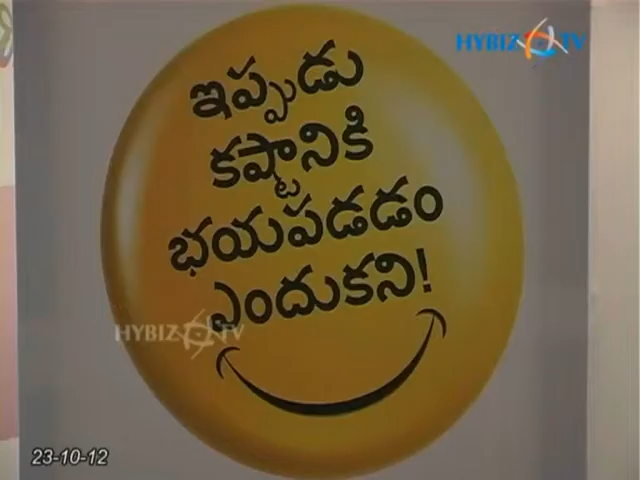 HYBIZ TV
ఇప్పుడు
కష్టానికి
భయపడడం
ఎందుకని!
HYBIZ TV
23-10-12